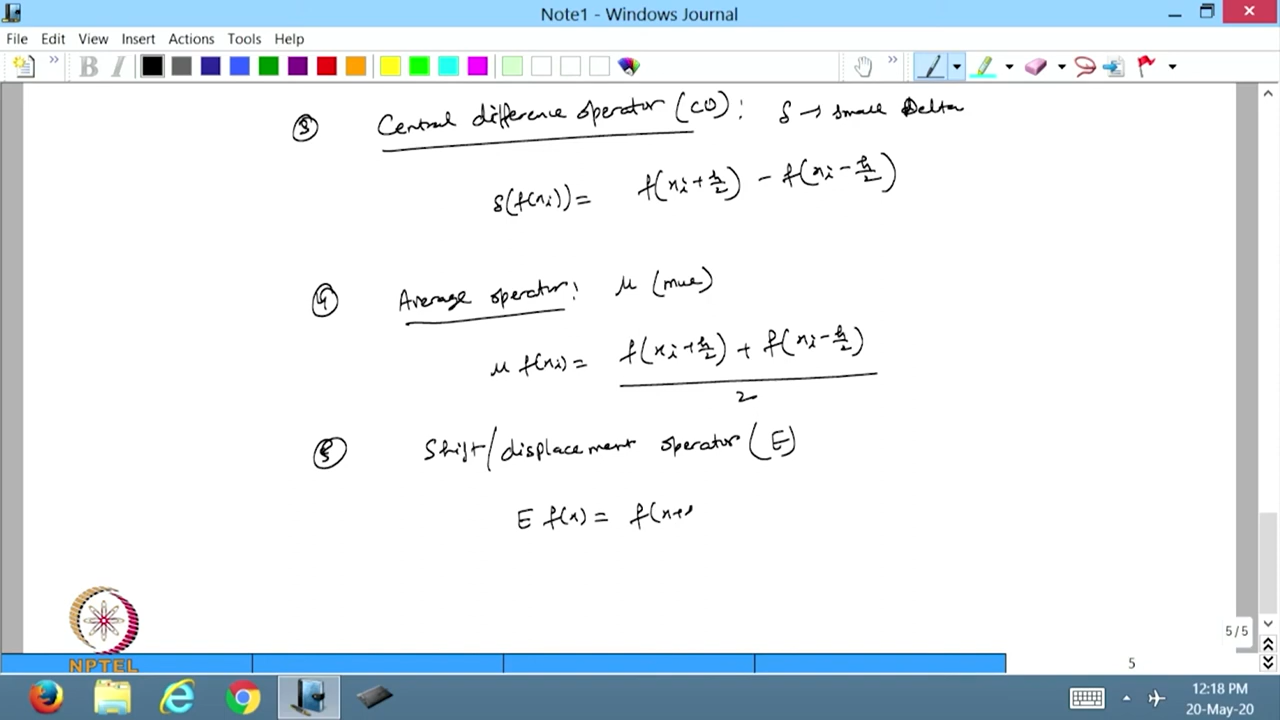 Note1 - Windows Journal
File Edit View Insert Actions Tools Help
③ Central difference operator (CO): δ → small Delta
δ(f(xi)) = f(xi + h/2) - f(xi - h/2)
④ Average operator: μ (mue)
μ f(xi) = f(xi + h/2) + f(xi - h/2)
2
⑤ Shift/displacement operator (E)
E f(x) = f(x+
5/5
NPTEL
5
12:18 PM
20-May-20